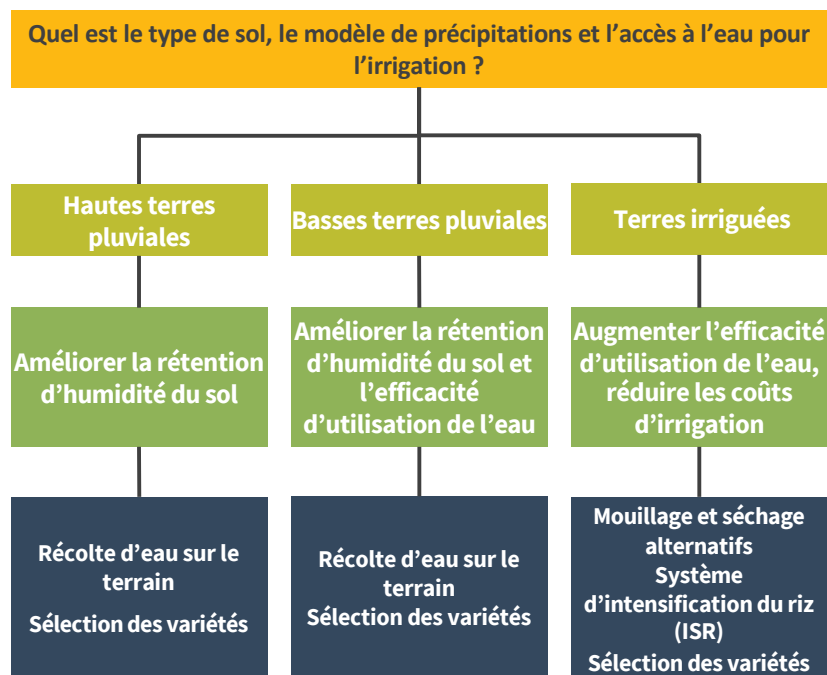 Quel est le type de sol, le modèle de précipitations et l’accès à l’eau pour
l’irrigation ?
Hautes terres
pluviales
Basses terres pluviales
Terres irriguées
Améliorer la rétention
d’humidité du sol
Améliorer la rétention
d’humidité du sol et
l’efficacité
d’utilisation de l’eau
Augmenter l’efficacité
d’utilisation de l’eau,
réduire les coûts
d’irrigation
Récolte d’eau sur le
terrain
Sélection des variétés
Récolte d’eau sur le
terrain
Sélection des variétés
Mouillage et séchage
alternatifs
Système
d’intensification du riz
(ISR)
Sélection des variétés